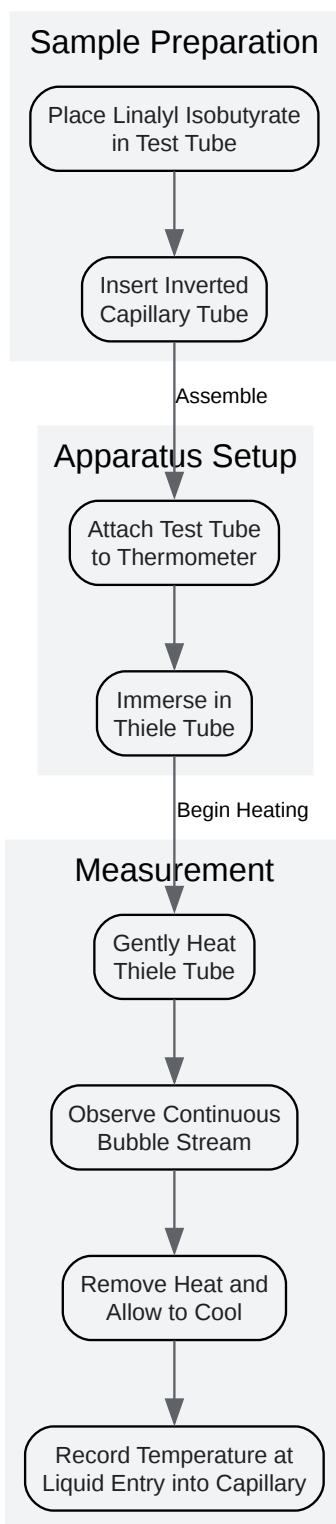 Sample Preparation
Place Linalyl Isobutyrate
in Test Tube
Insert Inverted
Capillary Tube
Assemble
Apparatus Setup
Attach Test Tube
to Thermometer
Immerse in
Thiele Tube
Begin Heating
Measurement
Gently Heat
Thiele Tube
Observe Continuous
Bubble Stream
Remove Heat and
Allow to Cool
Record Temperature at
Liquid Entry into Capillary